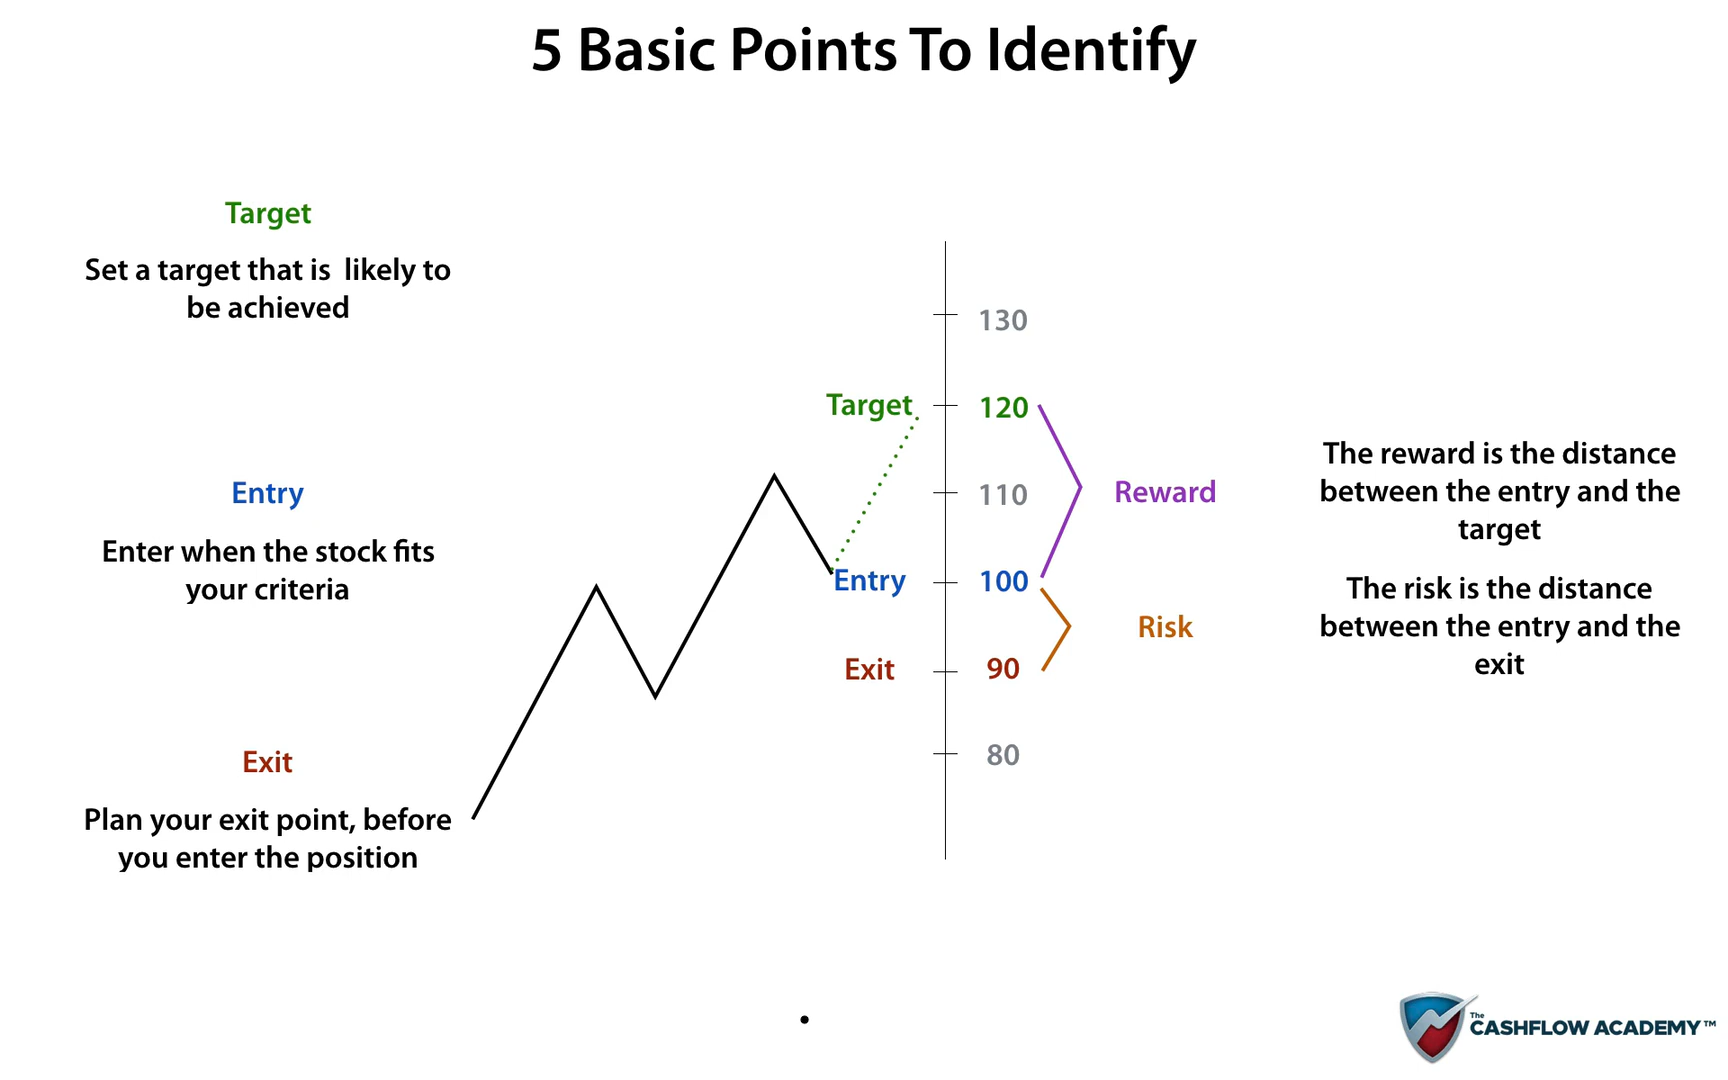 5 Basic Points To Identify
Target
Set a target that is likely to
be achieved
Entry
Enter when the stock fits
your criteria
Exit
Plan your exit point, before
you enter the position
130
Target 120
110
Entry 100
Exit 90
80
Reward
Risk
The reward is the distance
between the entry and the
target
The risk is the distance
between the entry and the
exit
The
CASHFLOW ACADEMY™